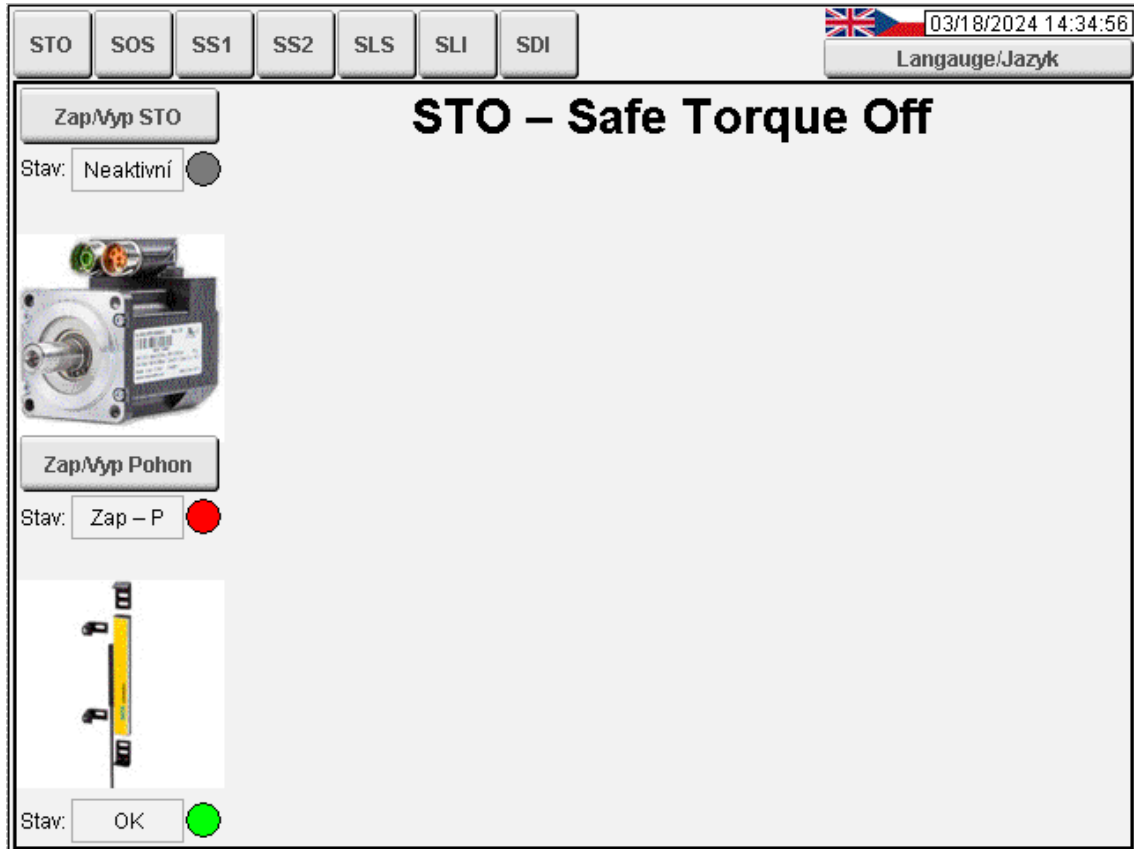 STO SOS SS1 SS2 SLS SLI SDI
03/18/2024 14:34:56
Langauge/Jazyk
Zap/Vyp STO
STO – Safe Torque Off
Stav: Neaktivní
Zap/Vyp Pohon
Stav: Zap – P
Stav: OK